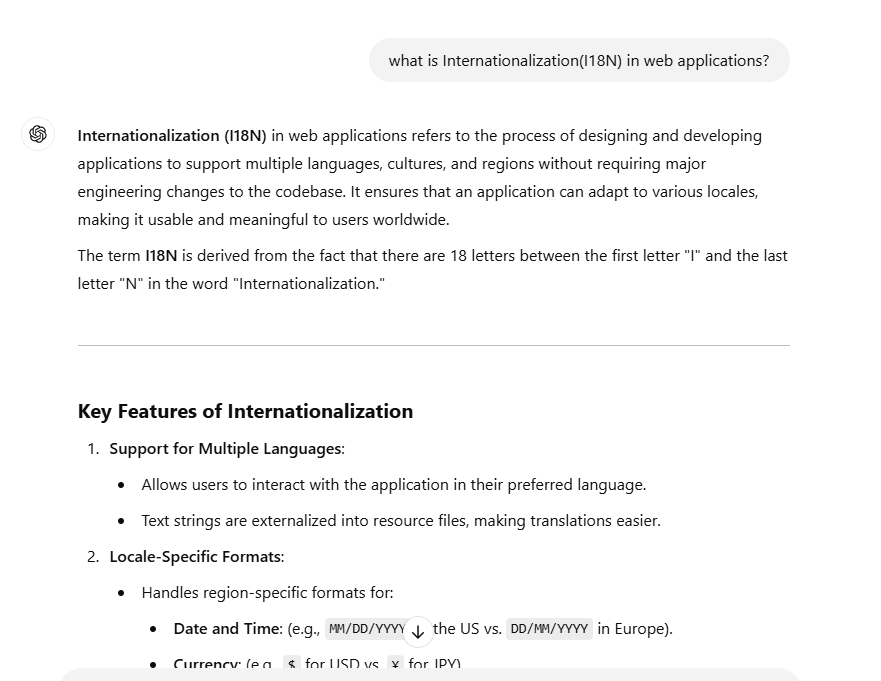 what is Internationalization(I18N) in web applications?
Internationalization (I18N) in web applications refers to the process of designing and developing
applications to support multiple languages, cultures, and regions without requiring major
engineering changes to the codebase. It ensures that an application can adapt to various locales,
making it usable and meaningful to users worldwide.
The term I18N is derived from the fact that there are 18 letters between the first letter "I" and the last
letter "N" in the word "Internationalization."
Key Features of Internationalization
1. Support for Multiple Languages:
• Allows users to interact with the application in their preferred language.
• Text strings are externalized into resource files, making translations easier.
2. Locale-Specific Formats:
• Handles region-specific formats for:
• Date and Time: (e.g., MM/DD/YYYY the US vs. DD/MM/YYYY in Europe).
• Currency: (e.g., $ for USD vs. ¥ for JPY)